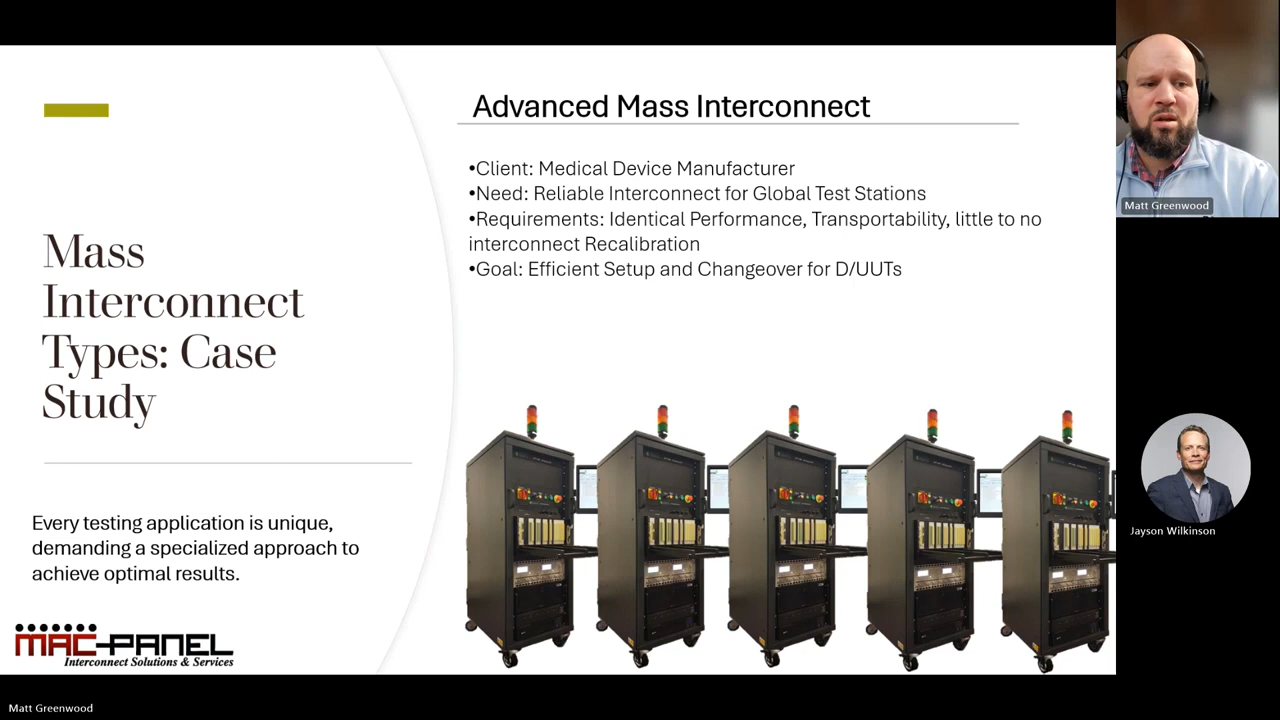 Mass
Interconnect
Types: Case
Study
Every testing application is unique,
demanding a specialized approach to
achieve optimal results.
MAC-PANEL
Interconnect Solutions & Services
Advanced Mass Interconnect
•Client: Medical Device Manufacturer
•Need: Reliable Interconnect for Global Test Stations
•Requirements: Identical Performance, Transportability, little to no
interconnect Recalibration
•Goal: Efficient Setup and Changeover for D/UUTs
Matt Greenwood
Jayson Wilkinson
Matt Greenwood